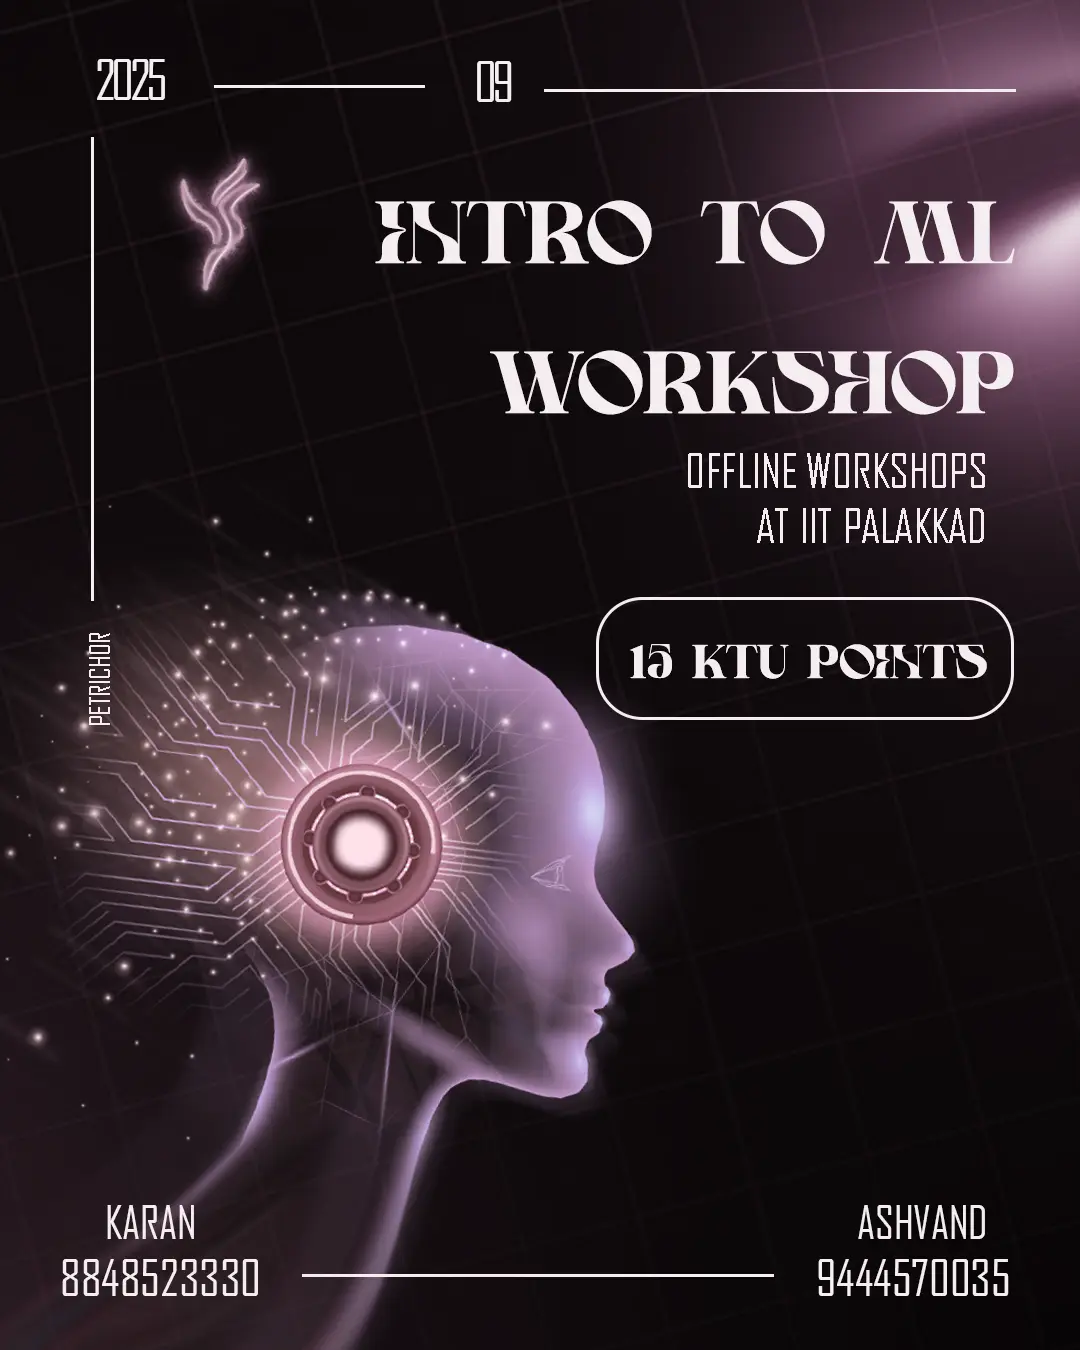 2025 09
INTRO TO ML
WORKSHOP
OFFLINE WORKSHOPS
AT IIT PALAKKAD
15 KTU POINTS
PETRICHOR
KARAN
8848523330
ASHVAND
9444570035